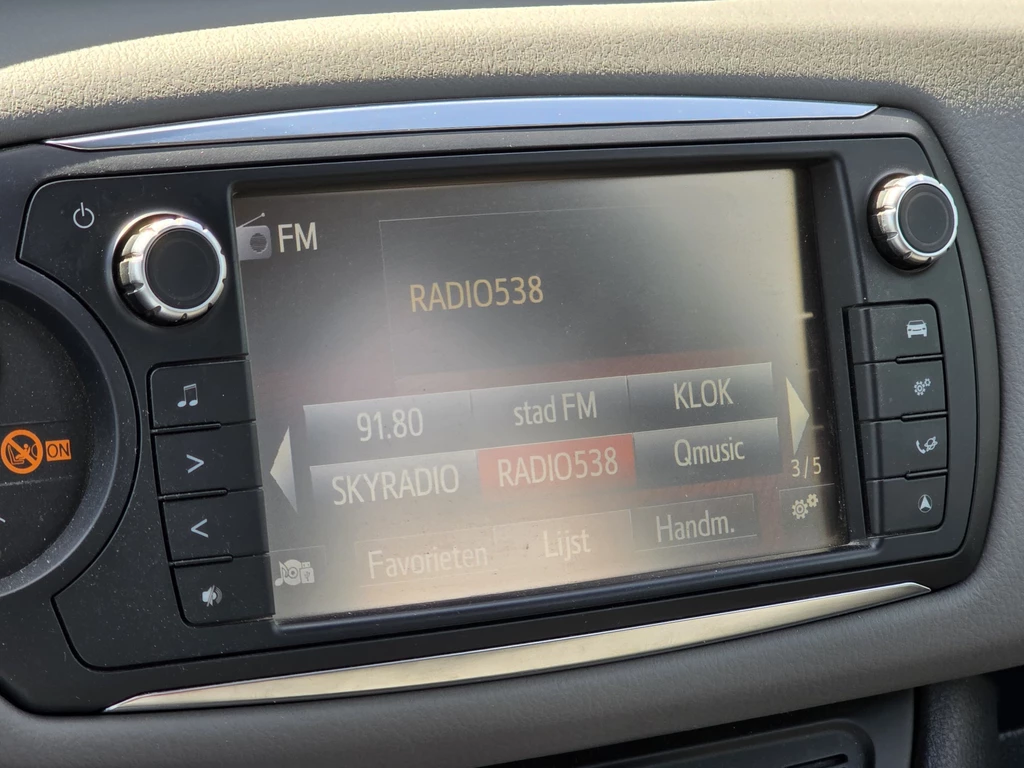 FM
RADIO538
91.80 stad FM KLOK
SKYRADIO RADIO538 Qmusic
3/5
Favorieten Lijst Handm.
ON